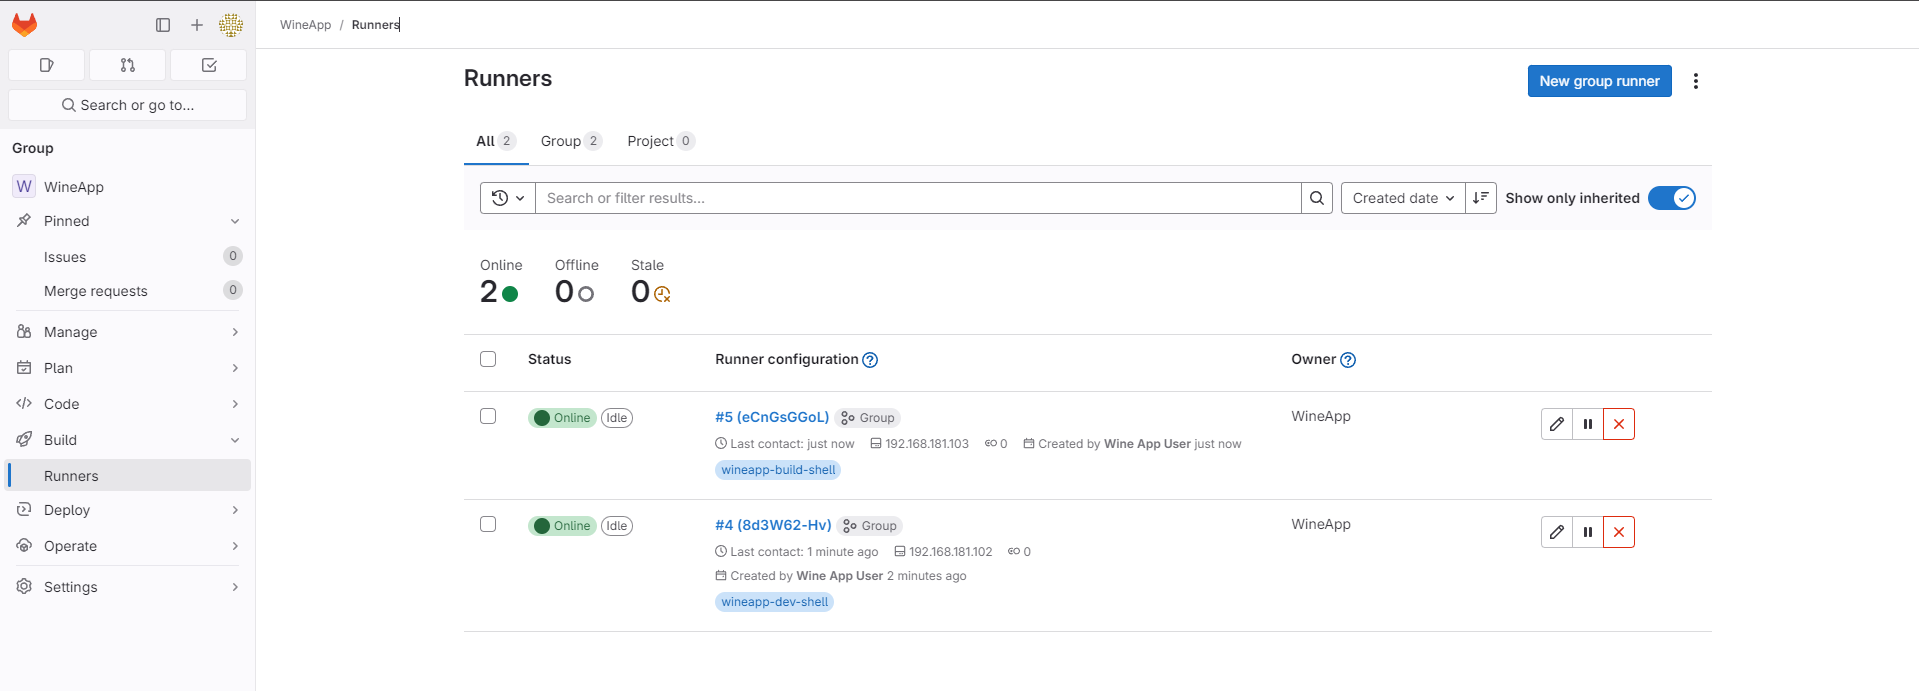 WineApp / Runners
Search or go to...
Group
W WineApp
Pinned
Issues 0
Merge requests 0
Manage
Plan
Code
Build
Runners
Deploy
Operate
Settings
Runners
New group runner
All 2 Group 2 Project 0
Search or filter results...
Created date
Show only inherited
Online Offline Stale
2 0 0
Status Runner configuration Owner
Online Idle #5 (eCnGsGGoL) Group WineApp
Last contact: just now 192.168.181.103 0 Created by Wine App User just now
wineapp-build-shell
Online Idle #4 (8d3W62-Hv) Group WineApp
Last contact: 1 minute ago 192.168.181.102 0
Created by Wine App User 2 minutes ago
wineapp-dev-shell